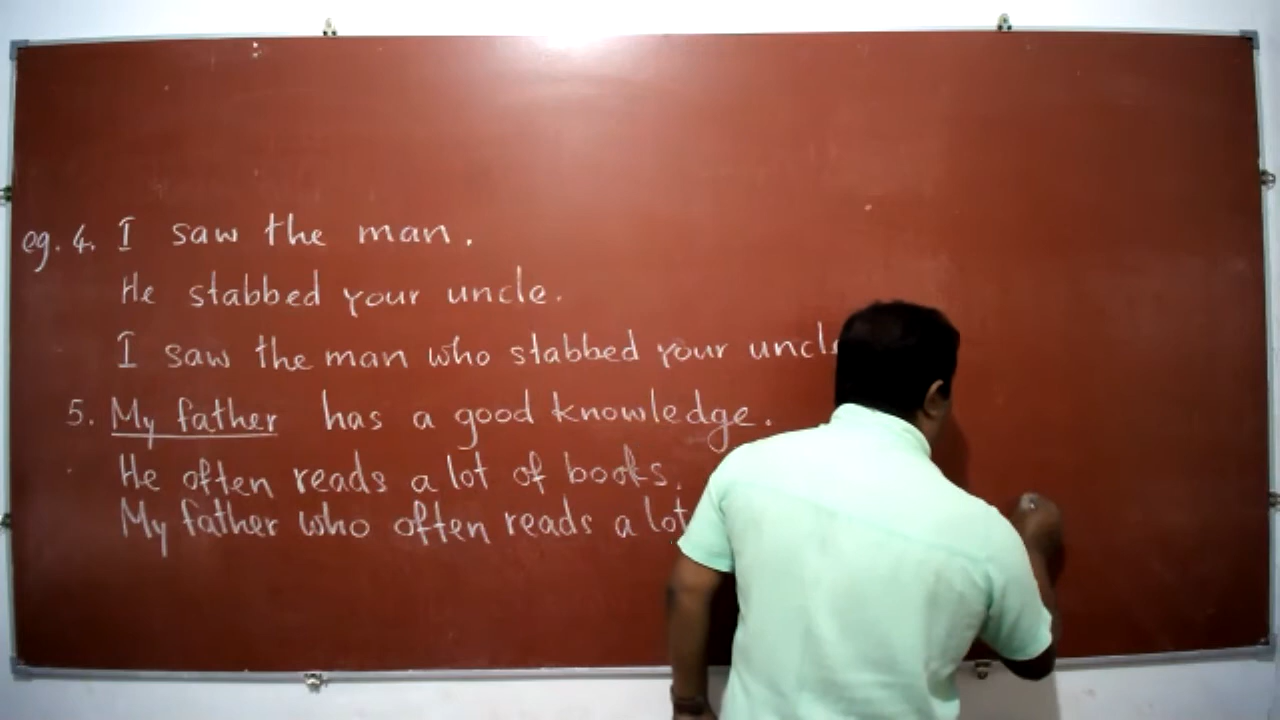 eg. 4. I saw the man.
He stabbed your uncle.
I saw the man who stabbed your uncle
5. My father has a good knowledge.
He often reads a lot of books.
My father who often reads a lot